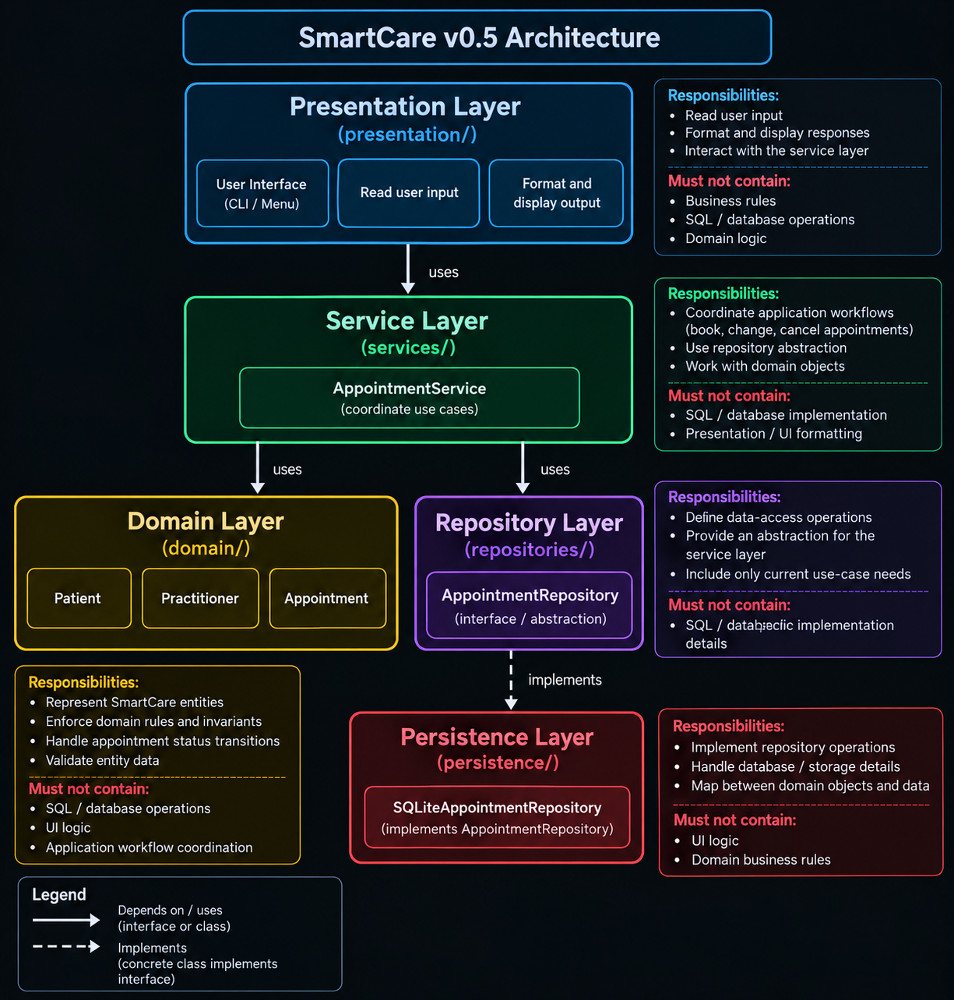 SmartCare v0.5 Architecture
Presentation Layer
(presentation/)
User Interface
(CLI / Menu)
Read user input
Format and
display output
Responsibilities:
• Read user input
• Format and display responses
• Interact with the service layer
Must not contain:
• Business rules
• SQL / database operations
• Domain logic
uses
Service Layer
(services/)
AppointmentService
(coordinate use cases)
Responsibilities:
• Coordinate application workflows
(book, change, cancel appointments)
• Use repository abstraction
• Work with domain objects
Must not contain:
• SQL / database implementation
• Presentation / UI formatting
uses
uses
Domain Layer
(domain/)
Patient
Practitioner
Appointment
Repository Layer
(repositories/)
AppointmentRepository
(interface / abstraction)
Responsibilities:
• Define data-access operations
• Provide an abstraction for the
service layer
• Include only current use-case needs
Must not contain:
• SQL / implementation
details
Responsibilities:
• Represent SmartCare entities
• Enforce domain rules and invariants
• Handle appointment status transitions
• Validate entity data
Must not contain:
• SQL / database operations
• UI logic
• Application workflow coordination
implements
Persistence Layer
(persistence/)
SQLiteAppointmentRepository
(implements AppointmentRepository)
Responsibilities:
• Implement repository operations
• Handle database / storage details
• Map between domain objects and data
Must not contain:
• UI logic
• Domain business rules
Legend
Depends on / uses
(interface or class)
Implements
(concrete class implements
interface)